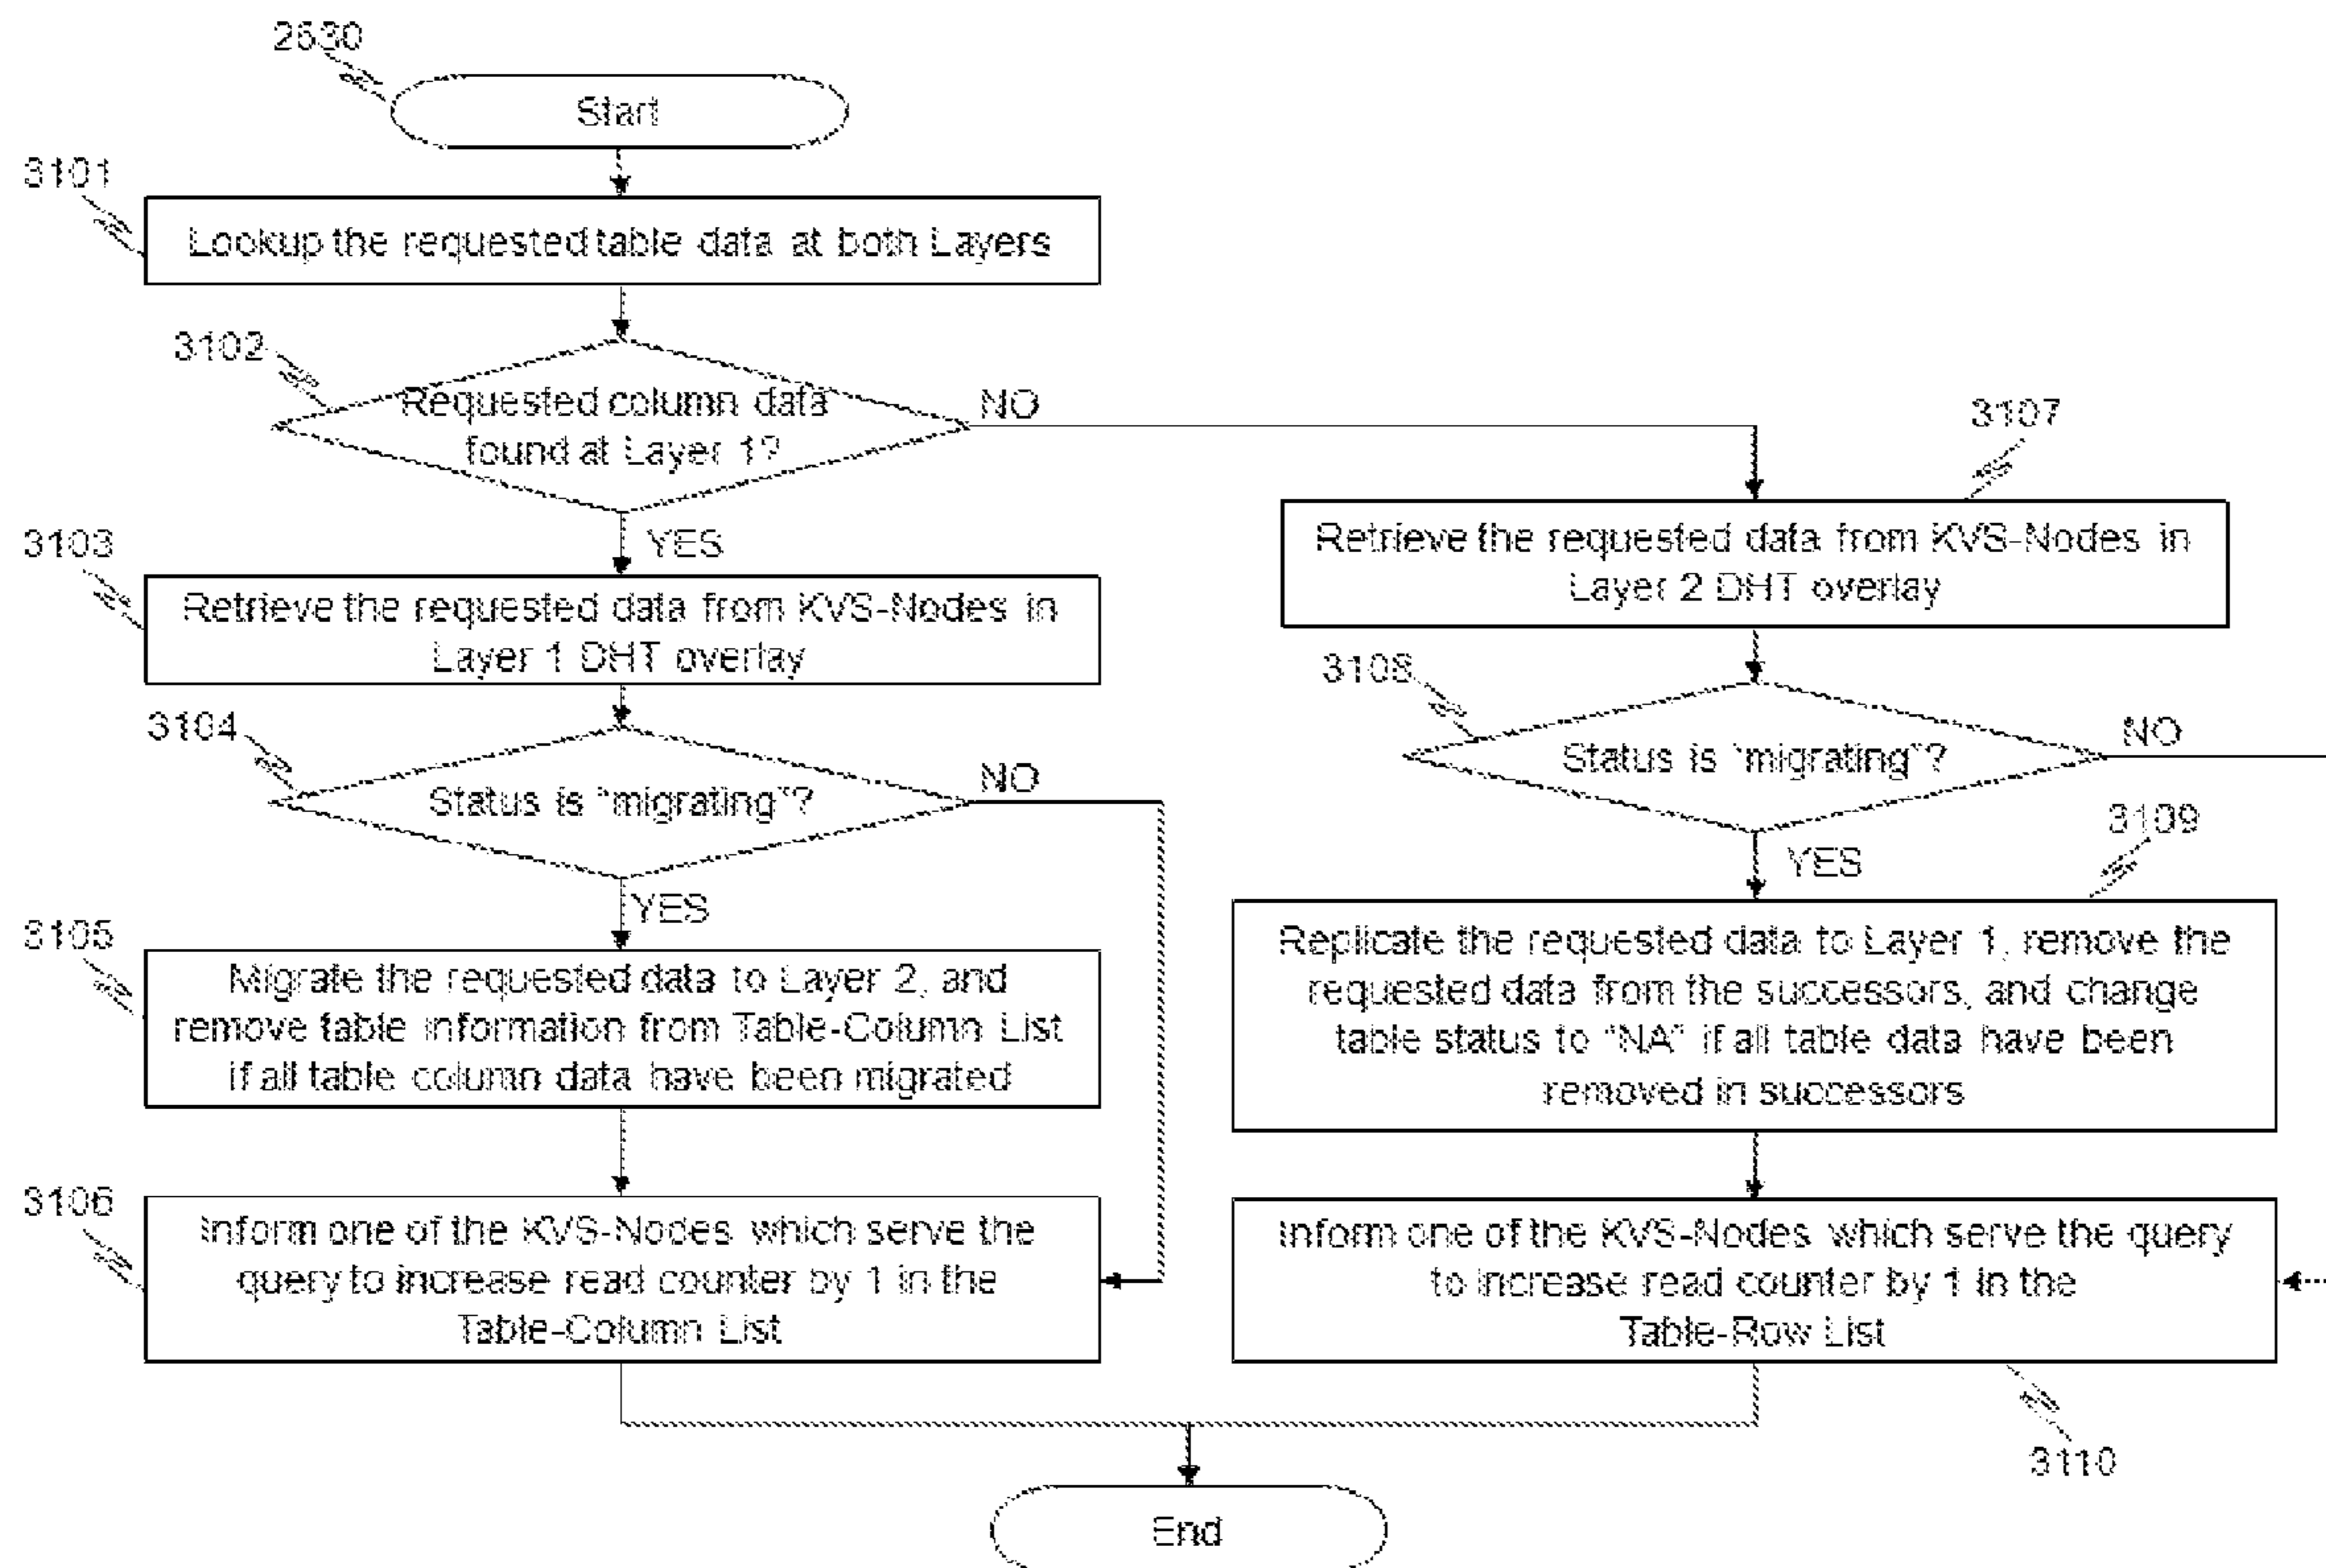 2630
Start
3101
Lookup the requested table data at both Layers
3102
Requested column data
found at Layer 1?
NO
YES
3103
Retrieve the requested data from KVS-Nodes in
Layer 1 DHT overlay
3104
Status is "migrating"?
NO
YES
3105
Migrate the requested data to Layer 2, and
remove table information from Table-Column List
if all table column data have been migrated
3106
Inform one of the KVS-Nodes which serve the
query to increase read counter by 1 in the
Table-Column List
3107
Retrieve the requested data from KVS-Nodes in
Layer 2 DHT overlay
3108
Status is "migrating"?
NO
YES
3109
Replicate the requested data to Layer 1, remove the
requested data from the successors, and change
table status to "NA" if all table data have been
removed in successors
Inform one of the KVS-Nodes which serve the query
to increase read counter by 1 in the
Table-Row List
3110
End